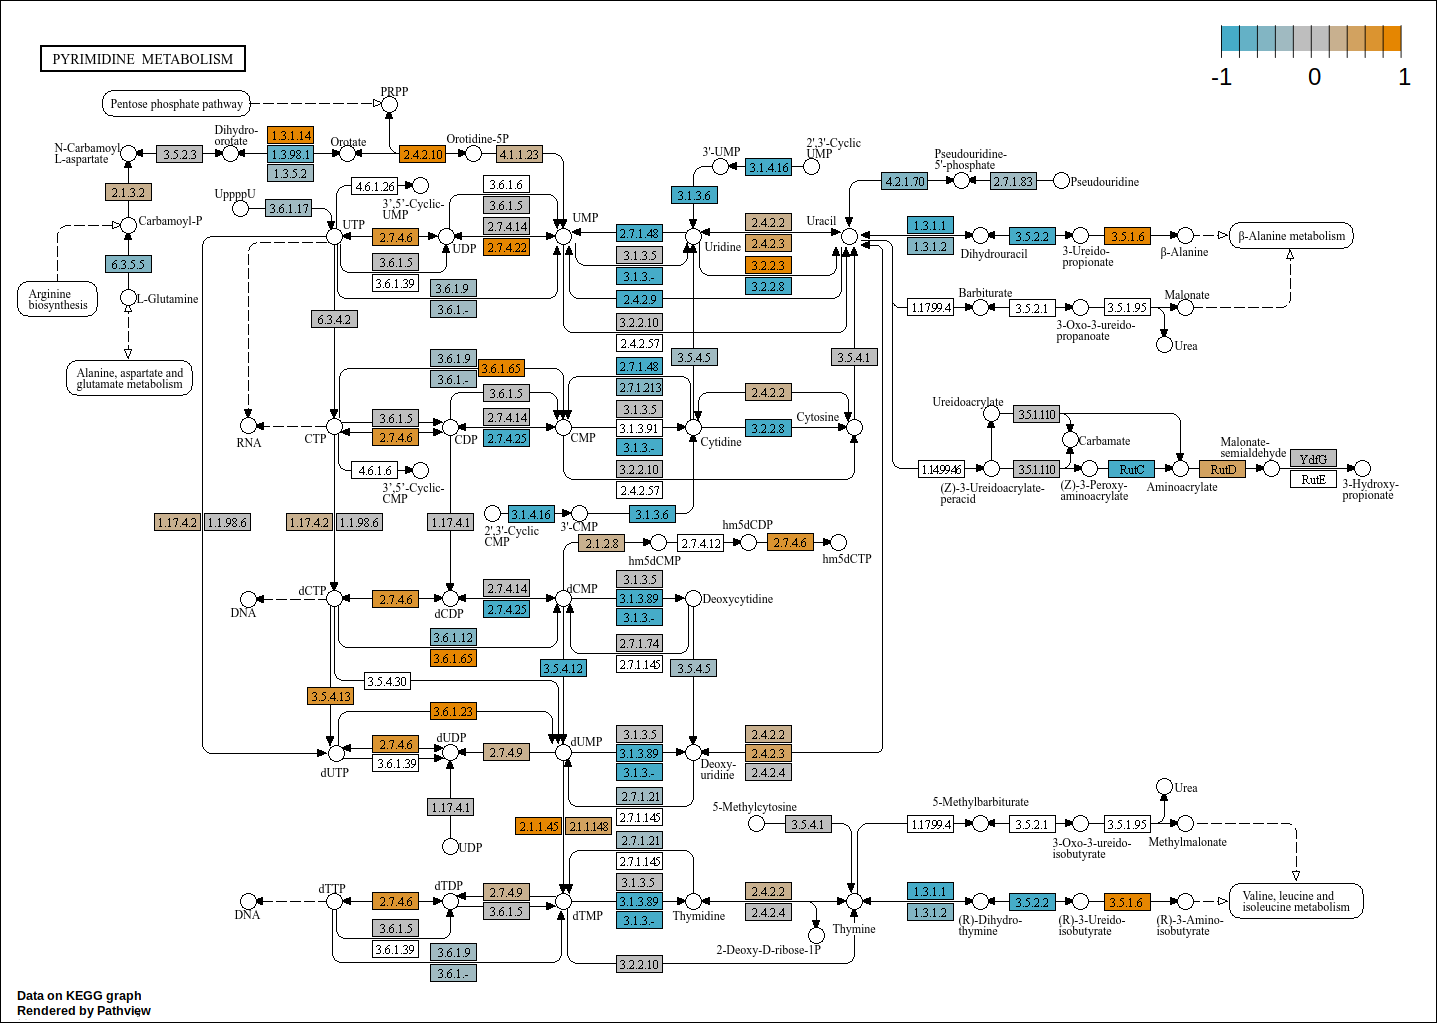 PYRIMIDINE METABOLISM
-1 0 1
Pentose phosphate pathway
PRPP
N-Carbamoyl-
L-aspartate
3.5.2.3
Dihydro-
orotate
1.3.1.14
1.3.98.1
1.3.5.2
Orotate
2.4.2.10
Orotidine-5P
4.1.1.23
2.1.3.2
UppppU
3.6.1.17
Carbamoyl-P
6.3.5.5
L-Glutamine
Arginine
biosynthesis
Alanine, aspartate and
glutamate metabolism
4.6.1.26
3',5'-Cyclic-
UMP
UTP
2.7.4.6
3.6.1.5
3.6.1.39
UDP
3.6.1.6
3.6.1.5
2.7.4.14
2.7.4.22
3.6.1.9
3.6.1.-
UMP
2.7.1.48
3.1.3.5
3.1.3.-
2.4.2.9
3.2.2.10
2.4.2.57
3'-UMP
3.1.4.16
2',3'-Cyclic
UMP
3.1.3.6
Uridine
2.4.2.2
2.4.2.3
3.2.2.3
3.2.2.8
Uracil
Pseudouridine-
5'-phosphate
4.2.1.70
2.7.1.83
Pseudouridine
1.3.1.1
1.3.1.2
Dihydrouracil
3.5.2.2
3-Ureido-
propionate
3.5.1.6
β-Alanine
β-Alanine metabolism
1.17.99.4
Barbiturate
3.5.2.1
3-Oxo-3-ureido-
propanoate
3.5.1.95
Malonate
Urea
6.3.4.2
3.5.4.5
3.5.4.1
3.6.1.9
3.6.1.-
3.6.1.65
RNA
CTP
3.6.1.5
2.7.4.6
CDP
3.6.1.5
2.7.4.14
2.7.4.25
CMP
2.7.1.48
2.7.1.213
3.1.3.5
3.1.3.91
3.1.3.-
3.2.2.10
2.4.2.57
Cytidine
2.4.2.2
3.2.2.8
Cytosine
4.6.1.6
3',5'-Cyclic-
CMP
Ureidoacrylate
3.5.1.110
Carbamate
1.14.99.46
(Z)-3-Ureidoacrylate-
peracid
3.5.1.110
(Z)-3-Peroxy-
aminoacrylate
RutC
Aminoacrylate
RutD
Malonate-
semialdehyde
YdfG
RutE
3-Hydroxy-
propionate
1.17.4.2
1.1.98.6
1.17.4.2
1.1.98.6
1.17.4.1
2',3'-Cyclic
CMP
3.1.4.16
3'-CMP
3.1.3.6
2.1.2.8
hm5dCMP
2.7.4.12
hm5dCDP
2.7.4.6
hm5dCTP
DNA
dCTP
2.7.4.6
dCDP
2.7.4.14
2.7.4.25
dCMP
3.1.3.5
3.1.3.89
3.1.3.-
2.7.1.74
2.7.1.145
Deoxycytidine
3.6.1.12
3.6.1.65
3.5.4.12
3.5.4.5
3.5.4.30
3.5.4.13
3.6.1.23
dUTP
2.7.4.6
3.6.1.39
dUDP
2.7.4.9
dUMP
3.1.3.5
3.1.3.89
3.1.3.-
2.7.1.21
2.7.1.145
Deoxy-
uridine
2.4.2.2
2.4.2.3
2.4.2.4
1.17.4.1
UDP
2.1.1.45
2.1.1.148
5-Methylcytosine
3.5.4.1
5-Methylbarbiturate
1.17.99.4
3.5.2.1
3-Oxo-3-ureido-
isobutyrate
3.5.1.95
Methylmalonate
Urea
DNA
dTTP
2.7.4.6
3.6.1.5
3.6.1.39
dTDP
2.7.4.9
3.6.1.5
3.6.1.9
3.6.1.-
dTMP
2.7.1.21
2.7.1.145
3.1.3.5
3.1.3.89
3.1.3.-
3.2.2.10
Thymidine
2.4.2.2
2.4.2.4
2-Deoxy-D-ribose-1P
Thymine
1.3.1.1
1.3.1.2
(R)-Dihydro-
thymine
3.5.2.2
(R)-3-Ureido-
isobutyrate
3.5.1.6
(R)-3-Amino-
isobutyrate
Valine, leucine and
isoleucine metabolism
Data on KEGG graph
Rendered by Pathview